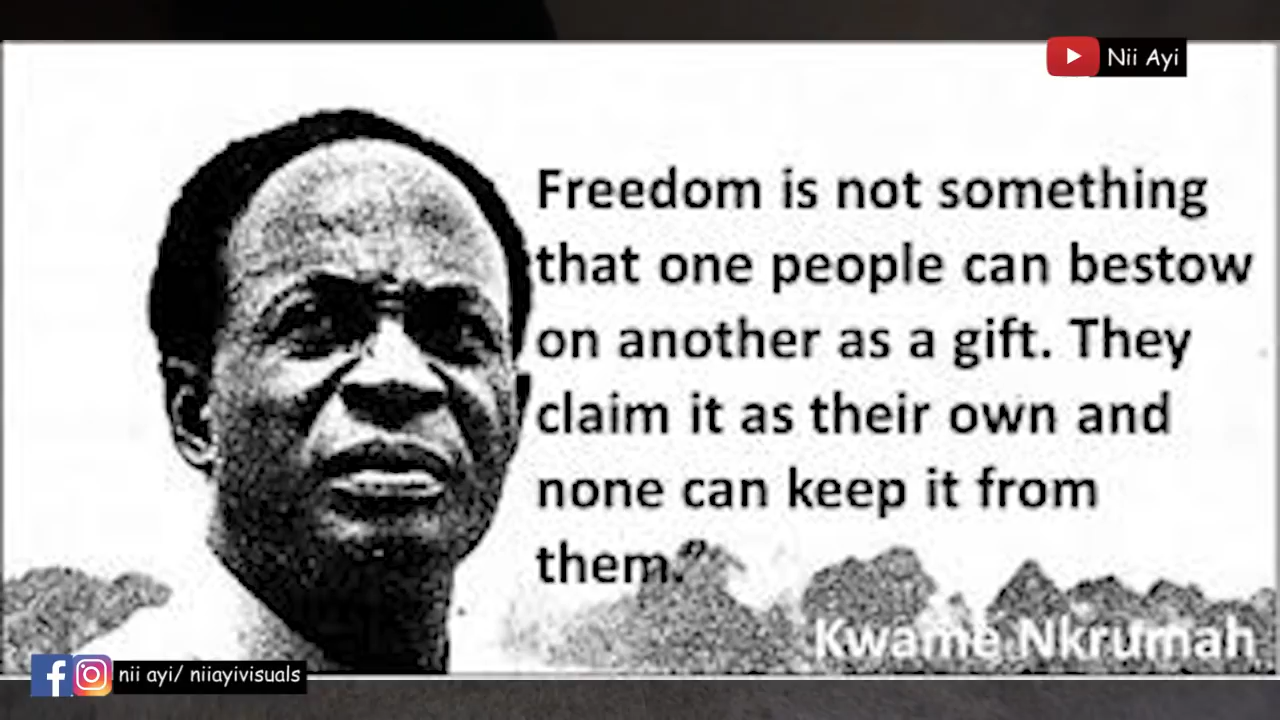 Nii Ayi
Freedom is not something
that one people can bestow
on another as a gift. They
claim it as their own and
none can keep it from
them.”
Kwame Nkrumah
nii ayi/ niiayivisuals